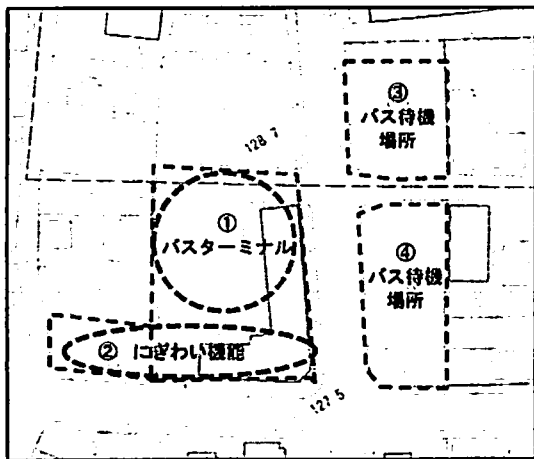 ③
バス待機
場所
128.7
①
バスターミナル
④
バス待機
場所
② にぎわい機能
127.5